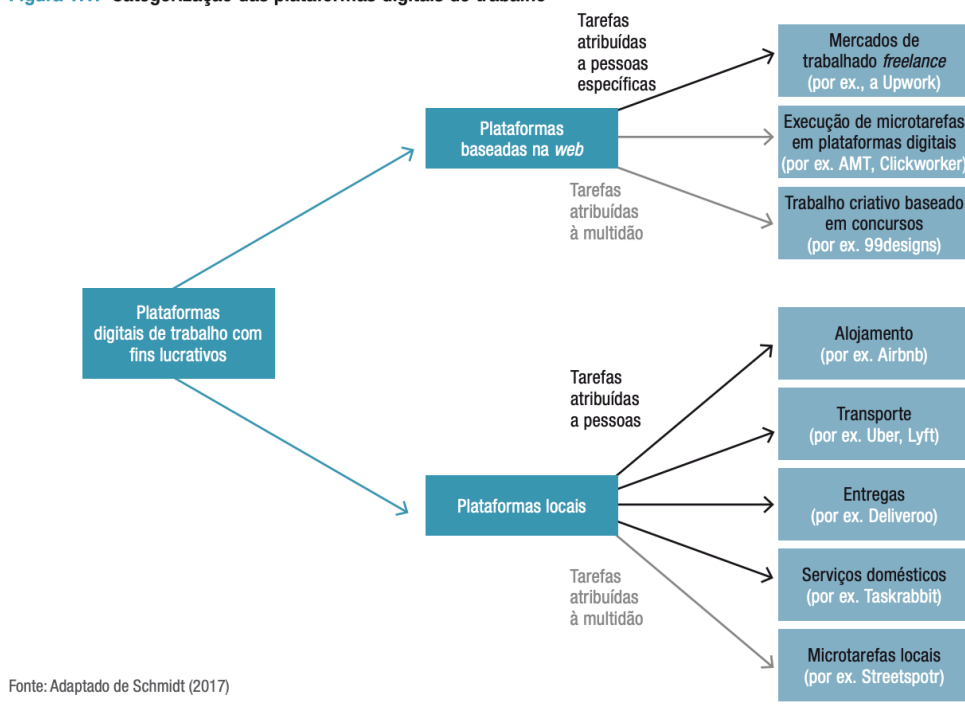 Tarefas
atribuídas
a pessoas
específicas
Mercados de
trabalhado freelance
(por ex., a Upwork)
Plataformas
baseadas na web
Execução de microtarefas
em plataformas digitais
(por ex. AMT, Clickworker)
Tarefas
atribuídas
à multidão
Trabalho criativo baseado
em concursos
(por ex. 99designs)
Plataformas
digitais de trabalho com
fins lucrativos
Alojamento
(por ex. Airbnb)
Tarefas
atribuídas
a pessoas
Transporte
(por ex. Uber, Lyft)
Plataformas locais
Entregas
(por ex. Deliveroo)
Serviços domésticos
(por ex. Taskrabbit)
Tarefas
atribuídas
à multidão
Microtarefas locais
(por ex. Streetspotr)
Fonte: Adaptado de Schmidt (2017)